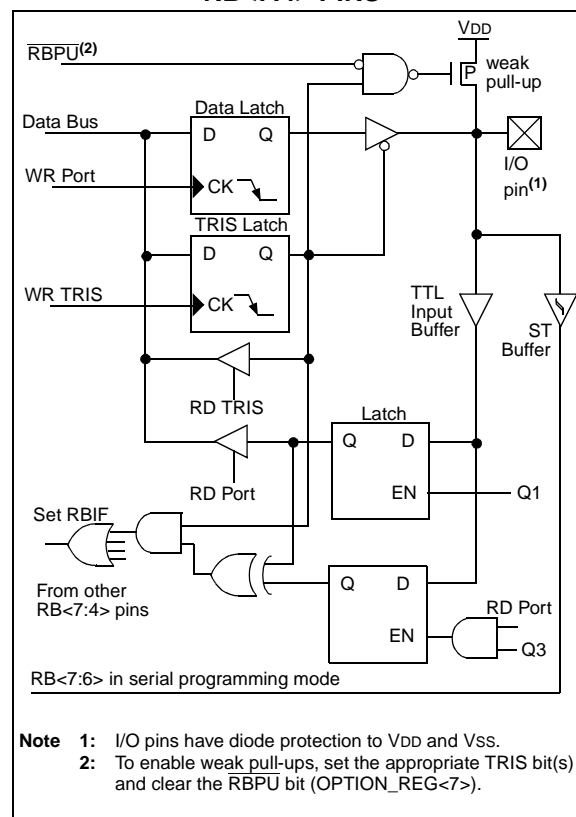 RBPU(2)
VDD
P
weak
pull-up
Data Latch
Data Bus
D Q
WR Port
CK
I/O
pin(1)
TRIS Latch
D Q
WR TRIS
CK
TTL
Input
Buffer
ST
Buffer
RD TRIS
Latch
Q D
RD Port
EN
Q1
Set RBIF
From other
RB<7:4> pins
Q D
RD Port
EN
Q3
RB<7:6> in serial programming mode
Note 1: I/O pins have diode protection to VDD and VSS.
2: To enable weak pull-ups, set the appropriate TRIS bit(s)
and clear the RBPU bit (OPTION_REG<7>).